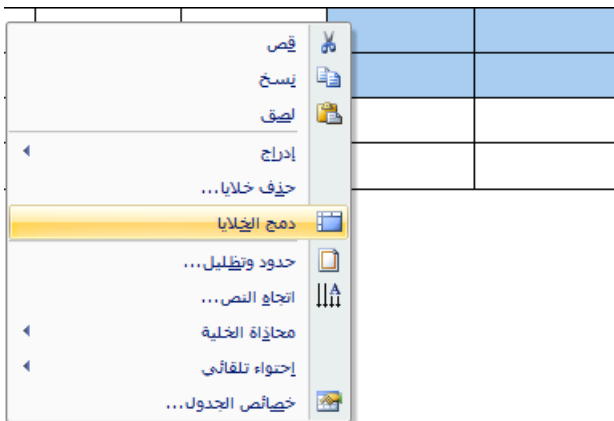 قص
نسخ
لصق
إدراج
حذف خلايا...
دمج الخلايا
حدود وتظليل...
اتجاه النص...
محاذاة الخلية
إحتواء تلقائي
خصائص الجدول...